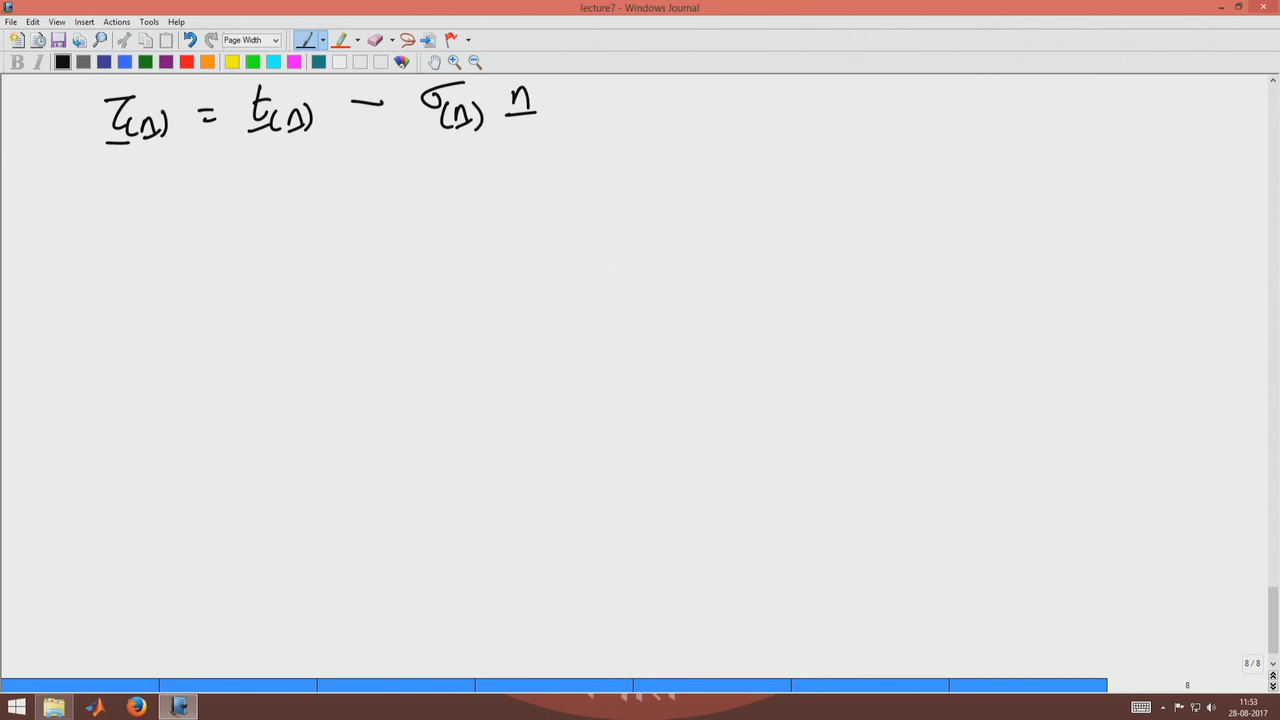 lecture7 - Windows Journal
File Edit View Insert Actions Tools Help
Page Width
B I
τ(n) = t(n) - σ(n) n
8 / 8
8
11:53
28-08-2017